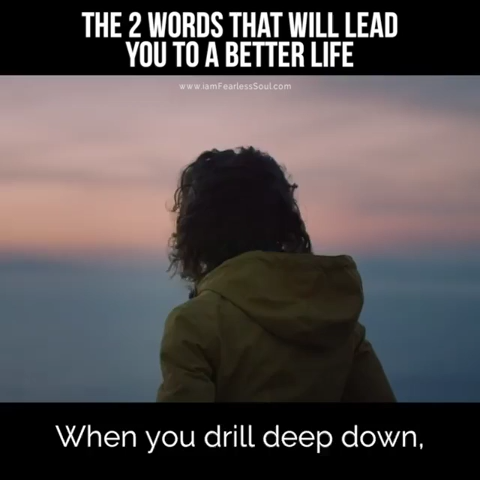 THE 2 WORDS THAT WILL LEAD
YOU TO A BETTER LIFE
www.iamFearlessSoul.com
When you drill deep down,